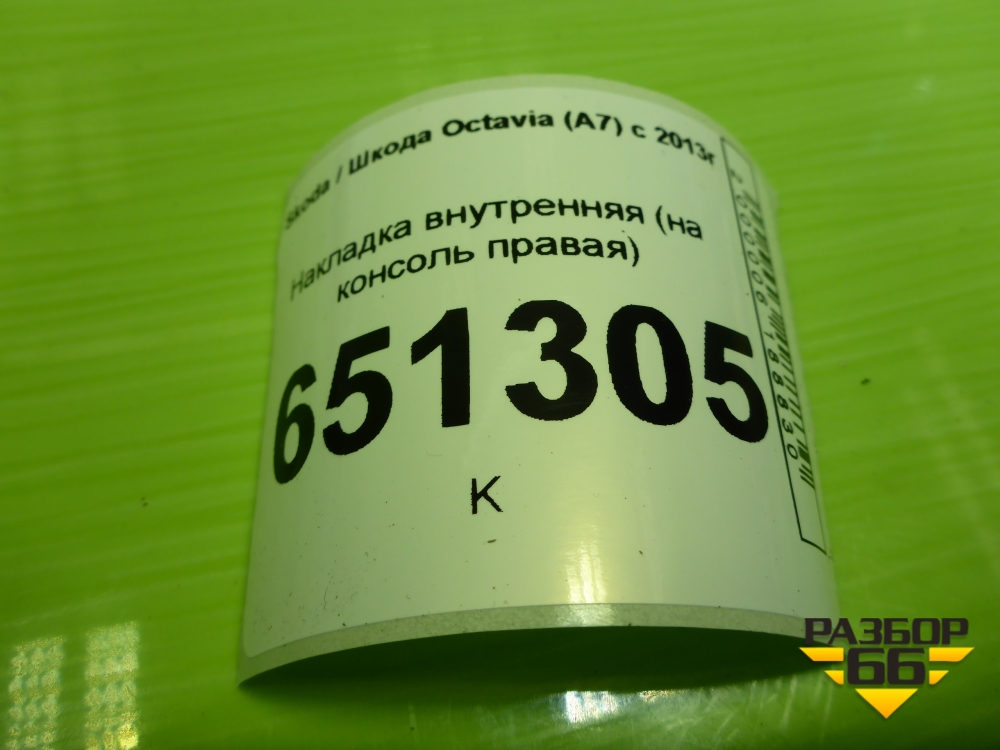 Skoda / Шкода Octavia (A7) с 2013г
Накладка внутренняя (на
консоль правая)
651305
К
РАЗБОР
66